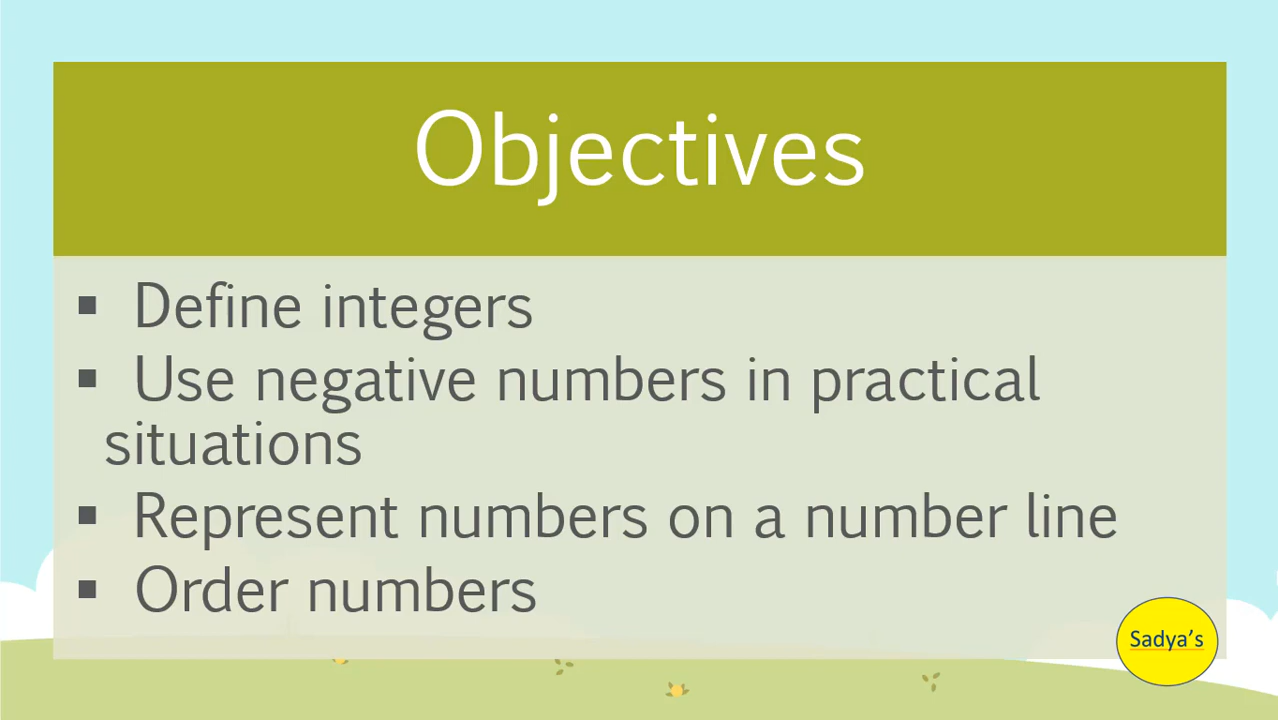 Objectives
▪ Define integers
▪ Use negative numbers in practical
situations
▪ Represent numbers on a number line
▪ Order numbers
Sadya's